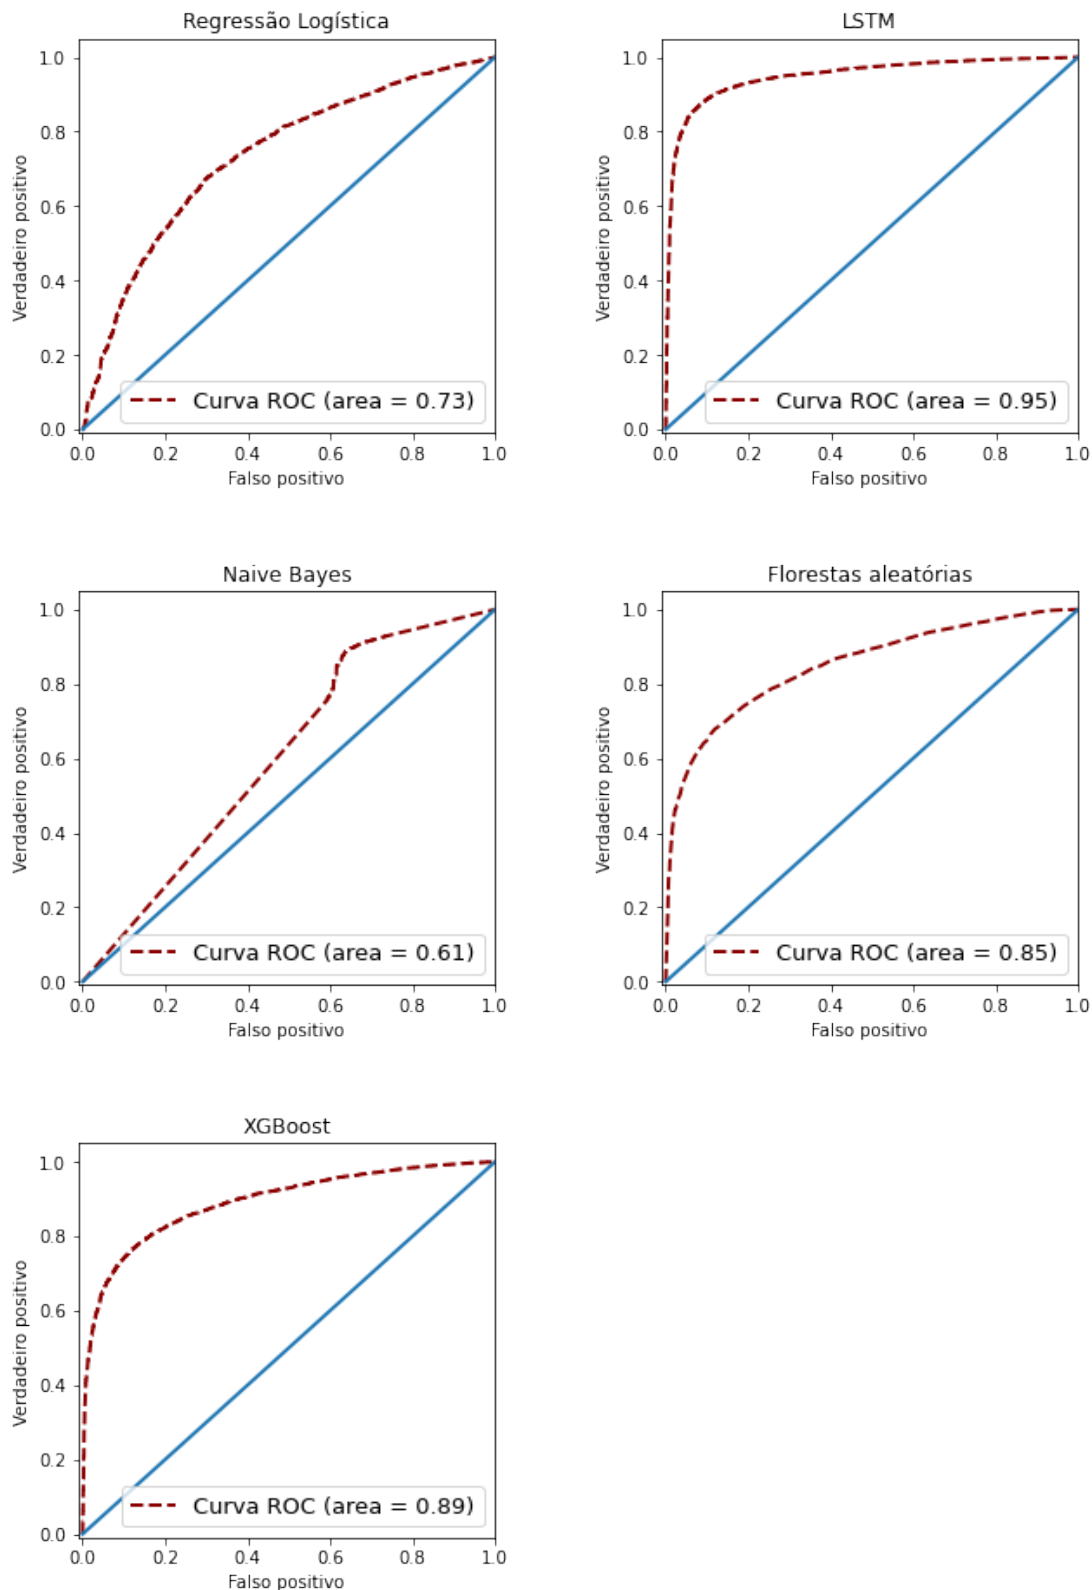 Regressão Logística
1.0
0.8
0.6
0.4
0.2
0.0
Verdadeiro positivo
Curva ROC (area = 0.73)
0.0 0.2 0.4 0.6 0.8 1.0
Falso positivo
LSTM
1.0
0.8
0.6
0.4
0.2
0.0
Verdadeiro positivo
Curva ROC (area = 0.95)
0.0 0.2 0.4 0.6 0.8 1.0
Falso positivo
Naive Bayes
1.0
0.8
0.6
0.4
0.2
0.0
Verdadeiro positivo
Curva ROC (area = 0.61)
0.0 0.2 0.4 0.6 0.8 1.0
Falso positivo
Florestas aleatórias
1.0
0.8
0.6
0.4
0.2
0.0
Verdadeiro positivo
Curva ROC (area = 0.85)
0.0 0.2 0.4 0.6 0.8 1.0
Falso positivo
XGBoost
1.0
0.8
0.6
0.4
0.2
0.0
Verdadeiro positivo
Curva ROC (area = 0.89)
0.0 0.2 0.4 0.6 0.8 1.0
Falso positivo